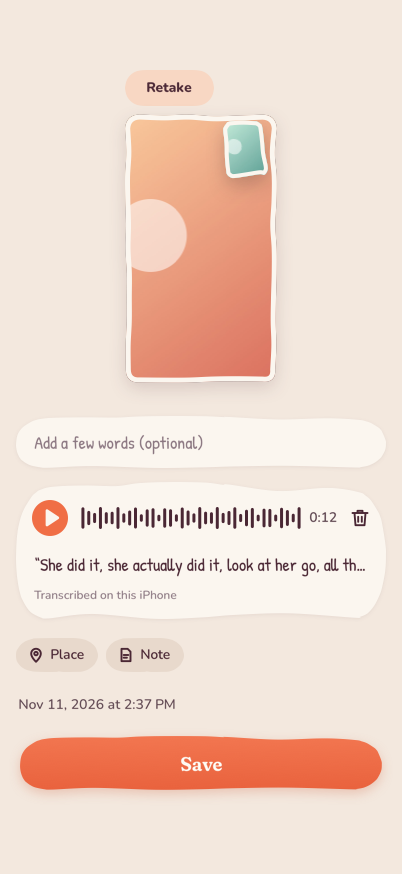 Retake
Add a few words (optional)
0:12
“She did it, she actually did it, look at her go, all th...
Transcribed on this iPhone
Place
Note
Nov 11, 2026 at 2:37 PM
Save